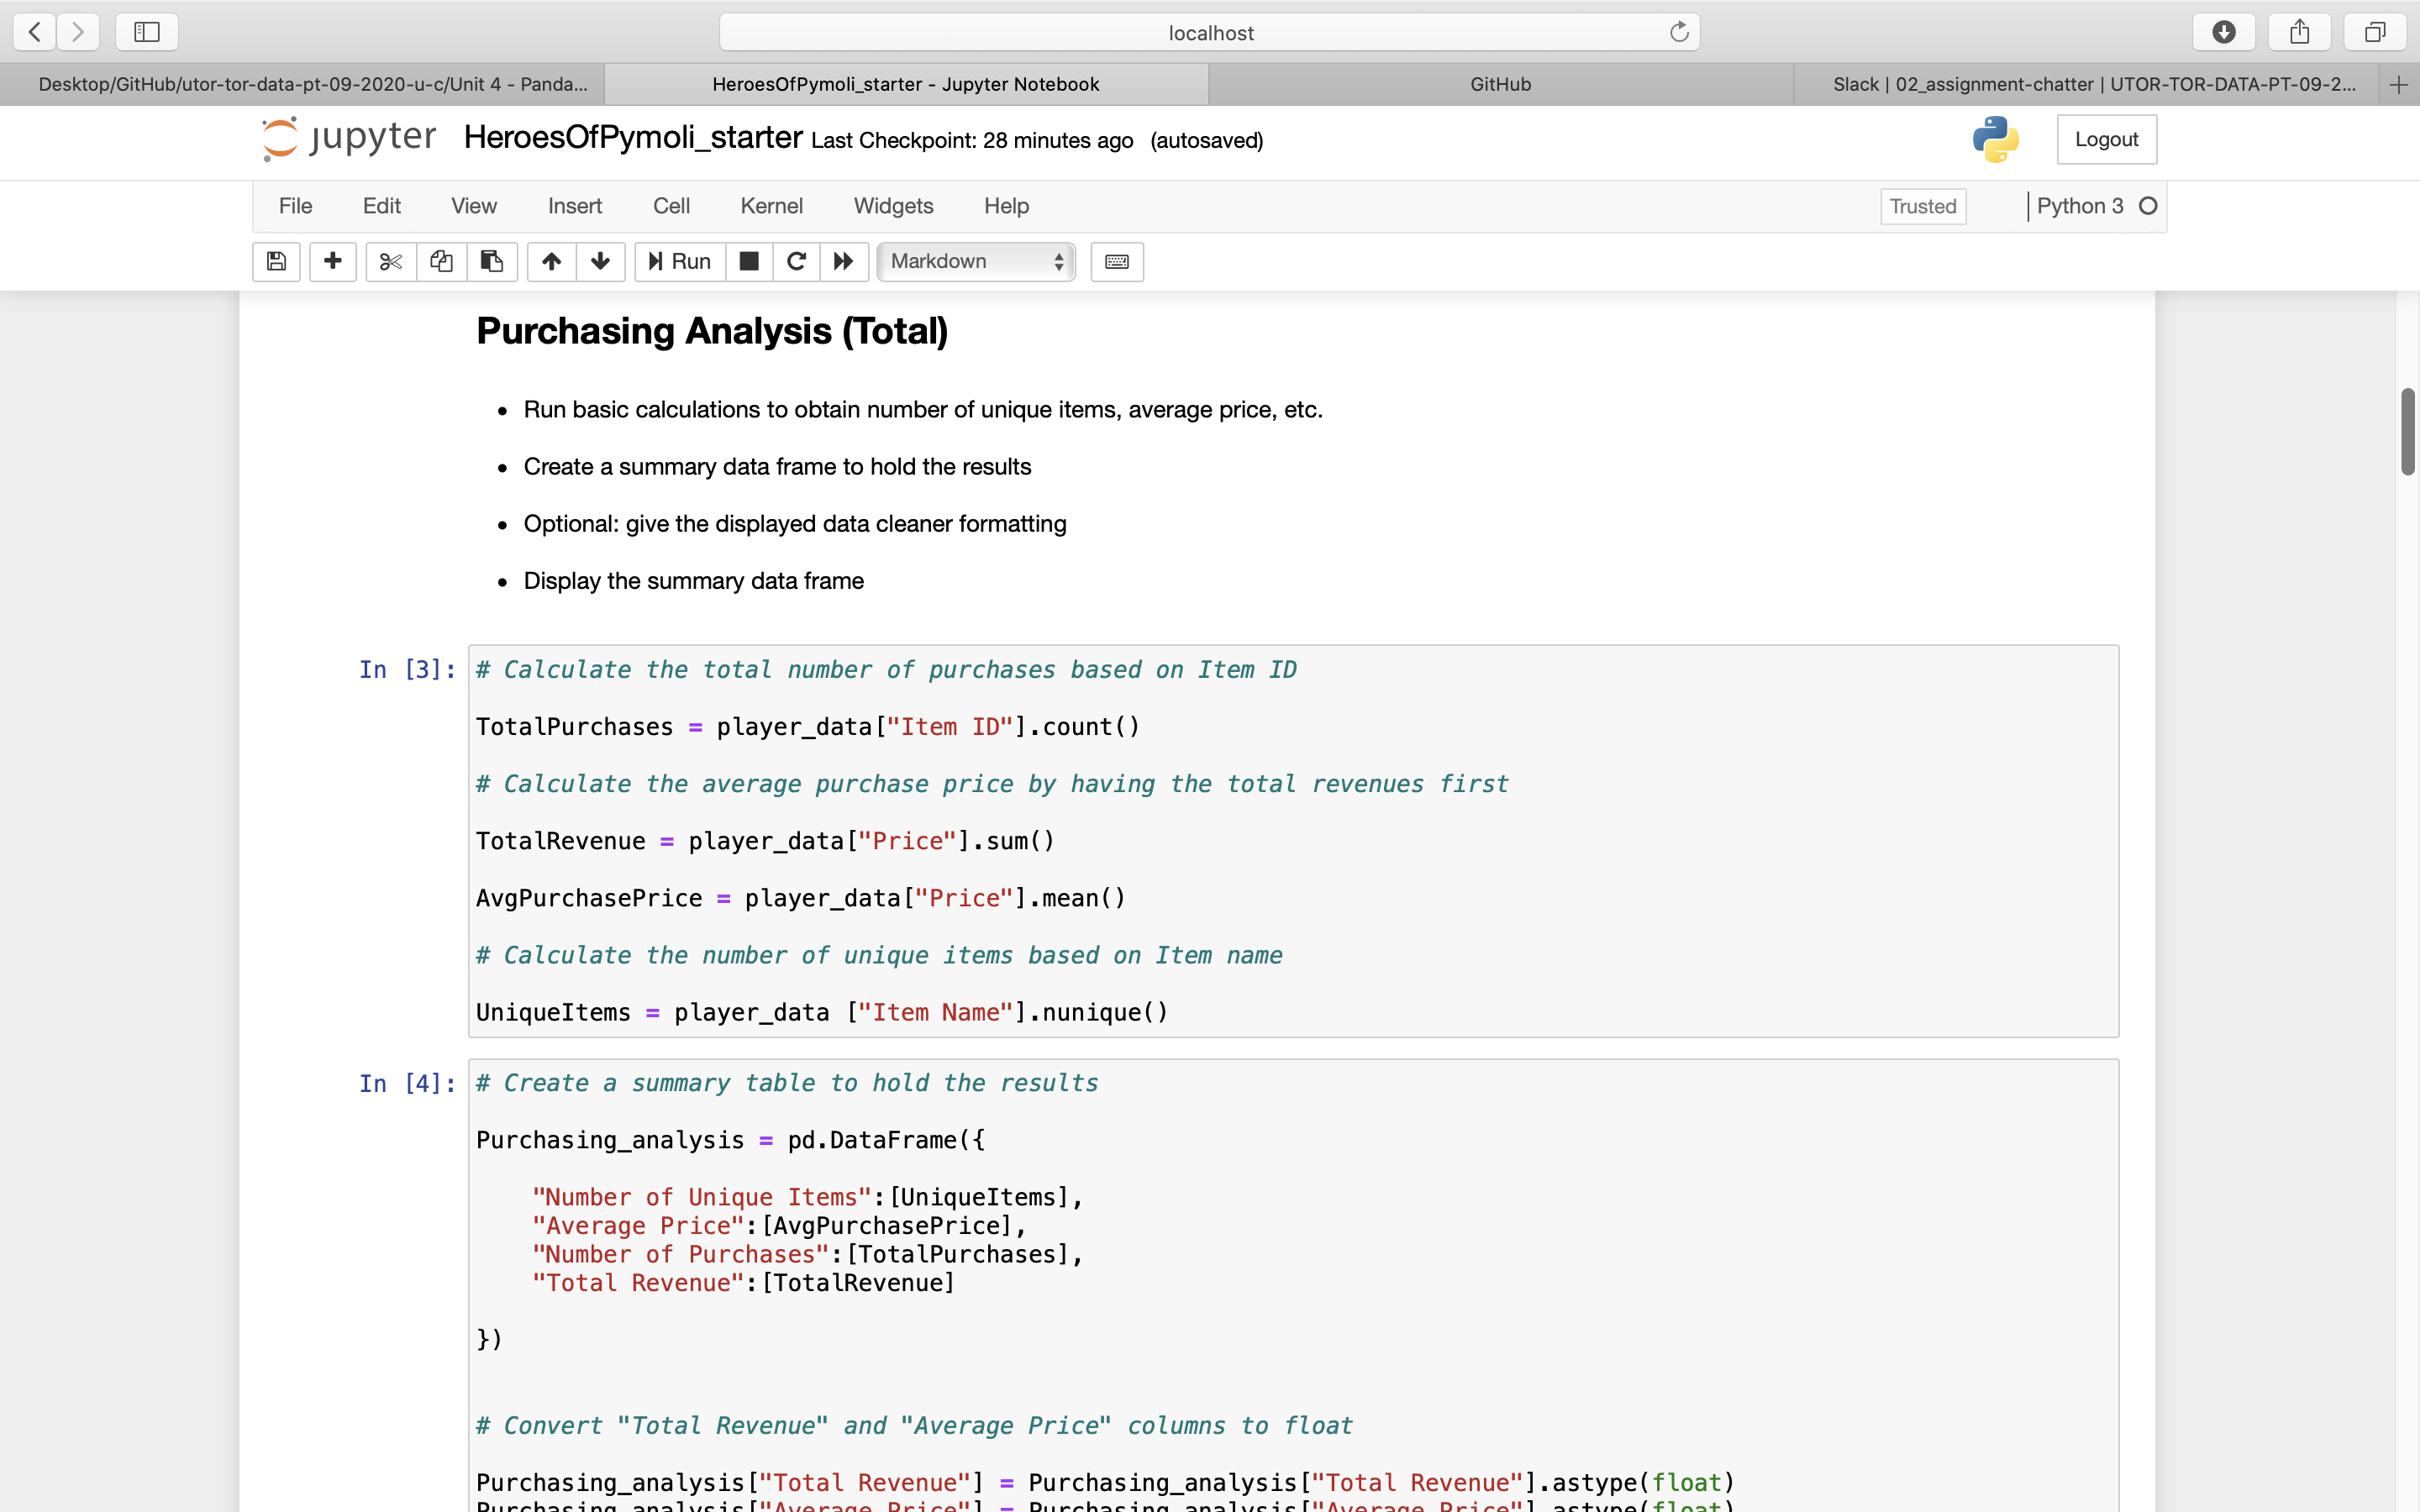 localhost
Desktop/GitHub/utor-tor-data-pt-09-2020-u-c/Unit 4 - Panda...
HeroesOfPymoli_starter - Jupyter Notebook
GitHub
Slack | 02_assignment-chatter | UTOR-TOR-DATA-PT-09-2...
jupyter HeroesOfPymoli_starter Last Checkpoint: 28 minutes ago (autosaved)
Logout
File Edit View Insert Cell Kernel Widgets Help
Trusted
Python 3
Run
Markdown
Purchasing Analysis (Total)
• Run basic calculations to obtain number of unique items, average price, etc.
• Create a summary data frame to hold the results
• Optional: give the displayed data cleaner formatting
• Display the summary data frame
In [3]:
# Calculate the total number of purchases based on Item ID
TotalPurchases = player_data["Item ID"].count()
# Calculate the average purchase price by having the total revenues first
TotalRevenue = player_data["Price"].sum()
AvgPurchasePrice = player_data["Price"].mean()
# Calculate the number of unique items based on Item name
UniqueItems = player_data ["Item Name"].nunique()
In [4]:
# Create a summary table to hold the results
Purchasing_analysis = pd.DataFrame({
    "Number of Unique Items":[UniqueItems],
    "Average Price":[AvgPurchasePrice],
    "Number of Purchases":[TotalPurchases],
    "Total Revenue":[TotalRevenue]
})
# Convert "Total Revenue" and "Average Price" columns to float
Purchasing_analysis["Total Revenue"] = Purchasing_analysis["Total Revenue"].astype(float)
Purchasing_analysis["Average Price"] = Purchasing_analysis["Average Price"].astype(float)